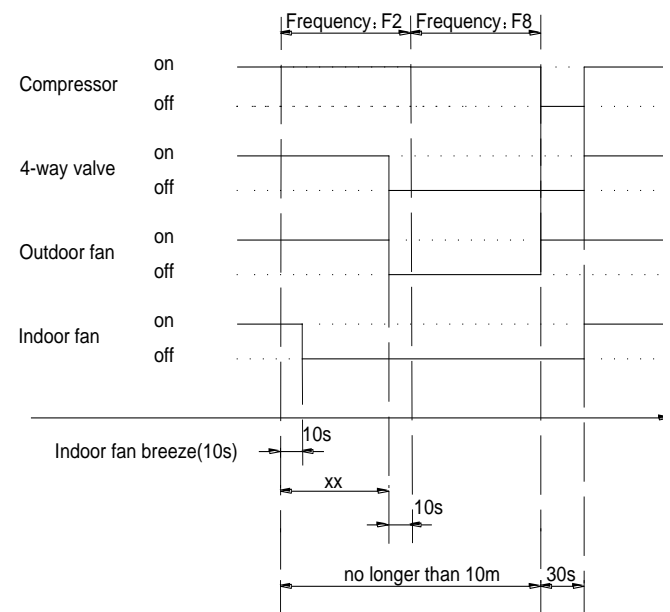 Frequency: F2 Frequency: F8
on
Compressor
off
on
4-way valve
off
on
Outdoor fan
off
on
Indoor fan
off
10s
Indoor fan breeze(10s)
xx
10s
no longer than 10m 30s